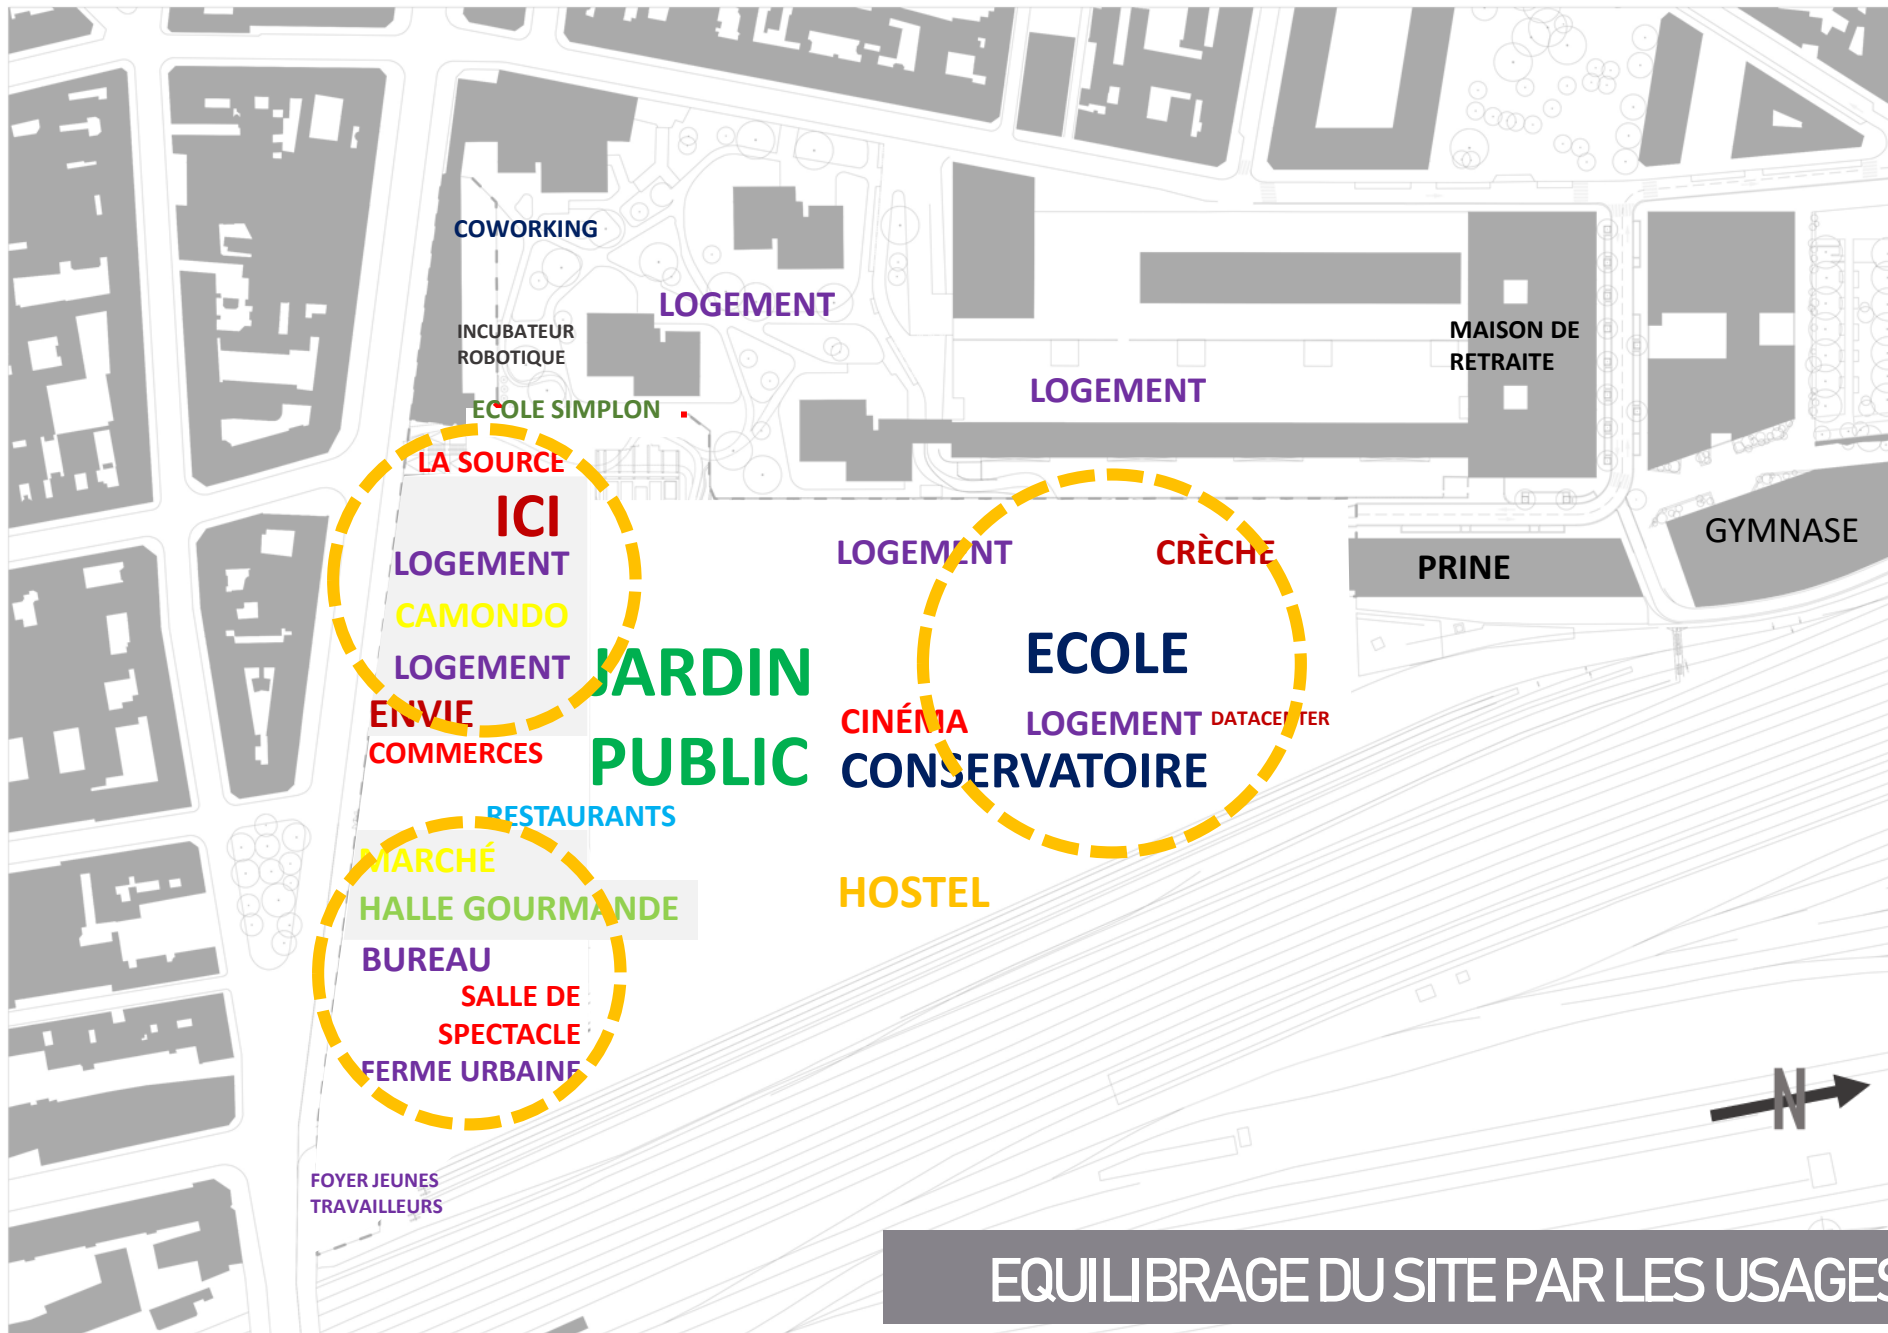 COWORKING
LOGEMENT
INCUBATEUR
ROBOTIQUE
MAISON DE
RETRAITE
LOGEMENT
ECOLE SIMPLON
LA SOURCE
ICI
LOGEMENT
CAMONDO
LOGEMENT
ENVIE
COMMERCES
JARDIN
PUBLIC
RESTAURANTS
LOGEMENT
CRÈCHE
ECOLE
CINÉMA
LOGEMENT
DATACENTER
CONSERVATOIRE
HOSTEL
PRINE
GYMNASE
MARCHÉ
HALLE GOURMANDE
BUREAU
SALLE DE
SPECTACLE
FERME URBAINE
FOYER JEUNES
TRAVAILLEURS
N
EQUILIBRAGE DU SITE PAR LES USAGES